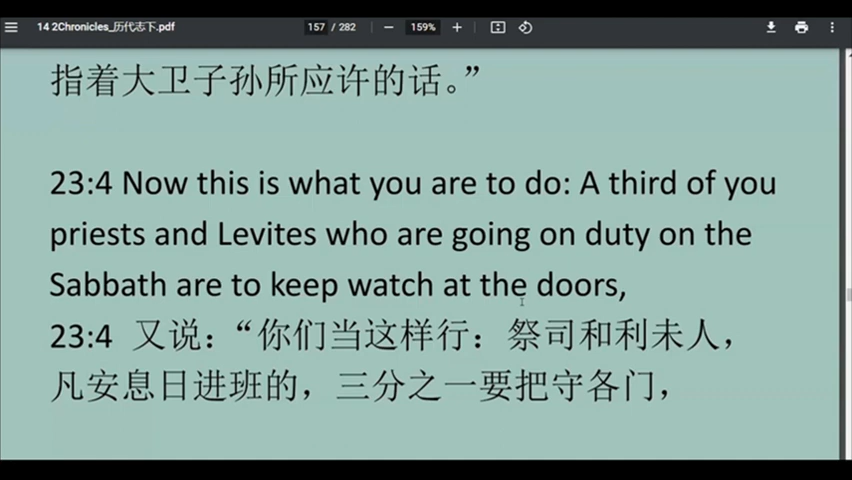 14 2Chronicles_历代志下.pdf 157 / 282 159%
指着大卫子孙所应许的话。”
23:4 Now this is what you are to do: A third of you
priests and Levites who are going on duty on the
Sabbath are to keep watch at the doors,
23:4 又说：“你们当这样行：祭司和利未人，
凡安息日进班的，三分之一要把守各门，